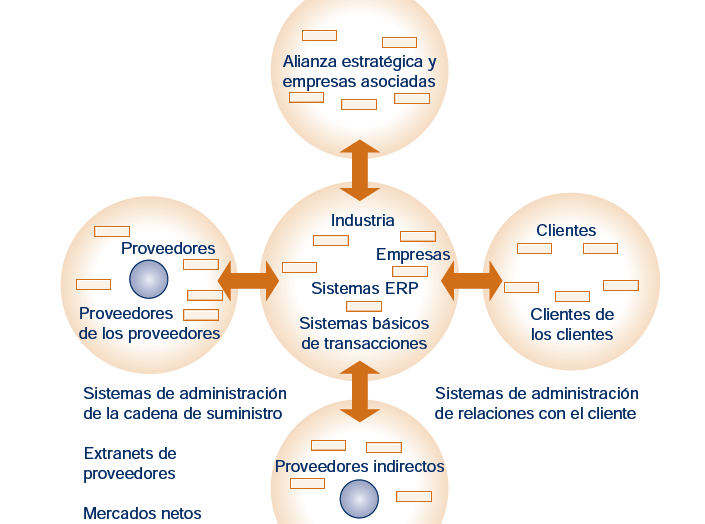 Alianza estratégica y
empresas asociadas
Industria
Empresas
Sistemas ERP
Sistemas básicos
de transacciones
Proveedores
Proveedores
de los proveedores
Clientes
Clientes de
los clientes
Sistemas de administración
de la cadena de suministro
Extranets de
proveedores
Mercados netos
Sistemas de administración
de relaciones con el cliente
Proveedores indirectos